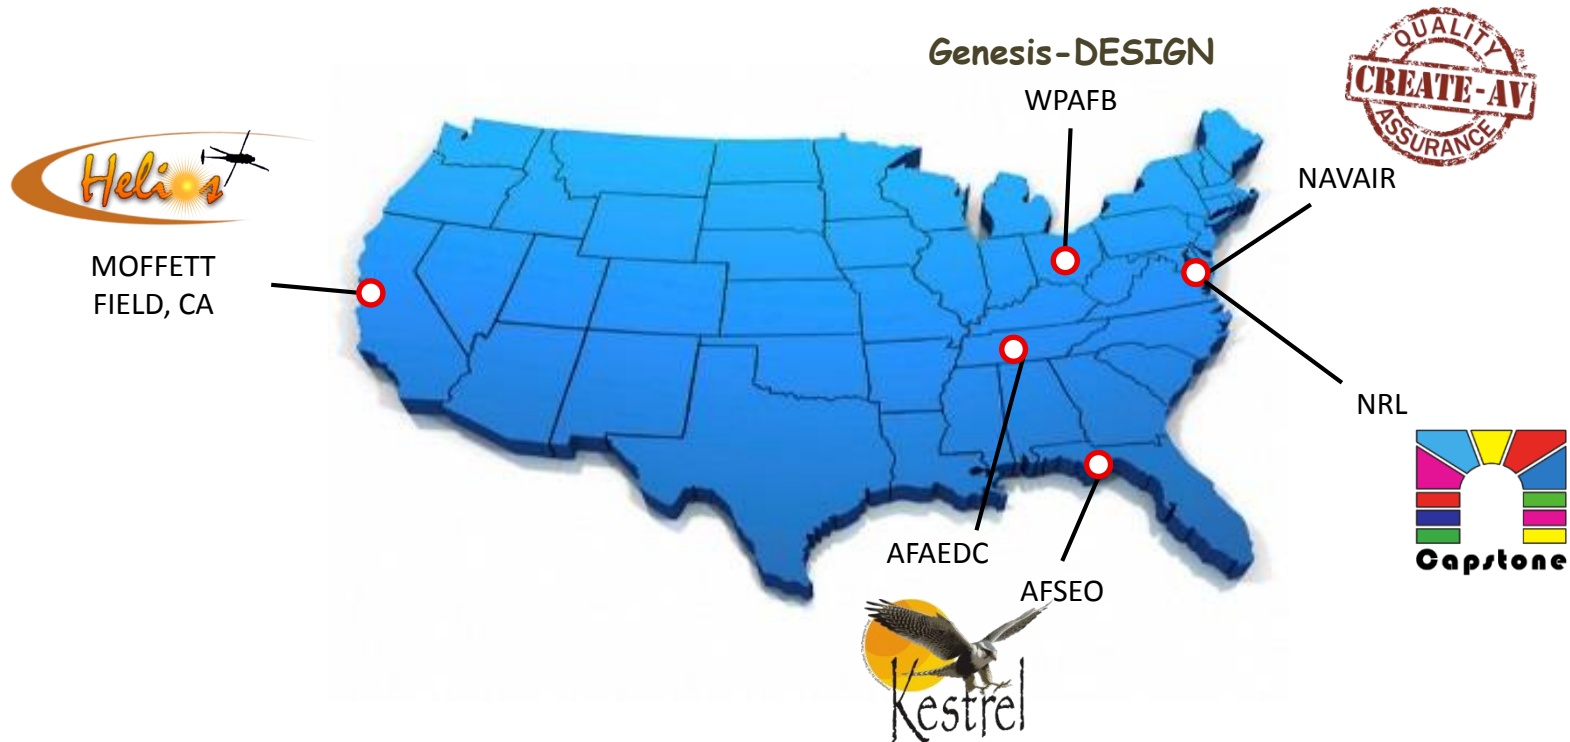 Genesis-DESIGN
WPAFB
QUALITY
CREATE-AV
ASSURANCE
NAVAIR
Helios
MOFFETT
FIELD, CA
NRL
Capstone
AFAEDC
AFSEO
Kestrel